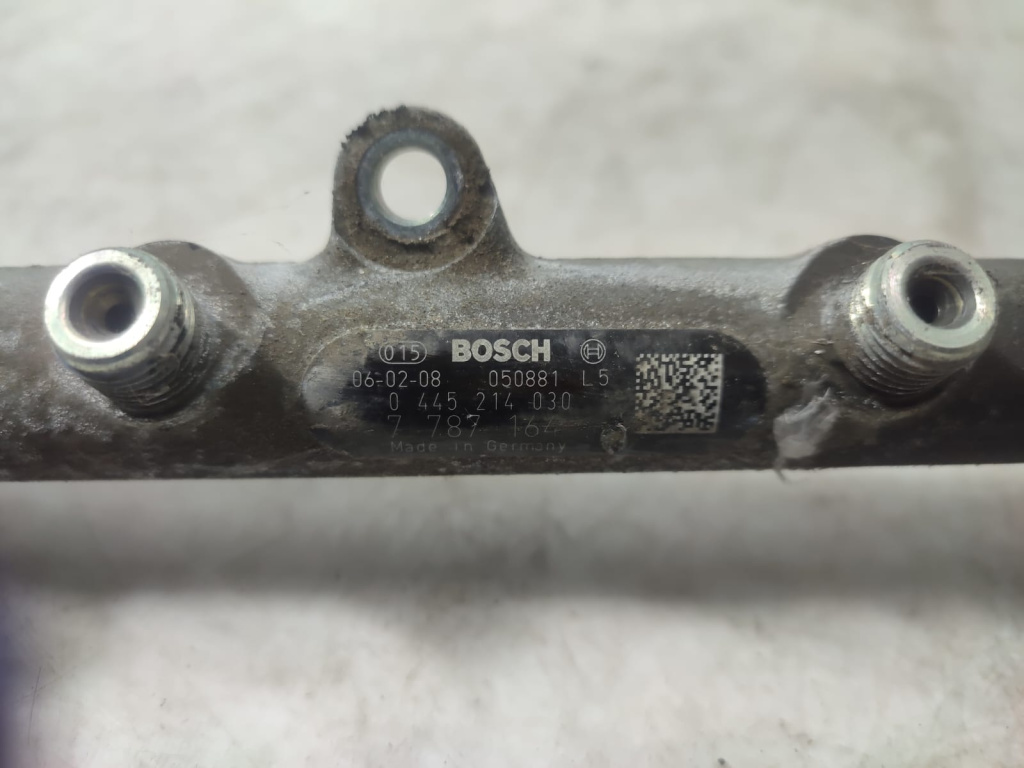 015 BOSCH
06-02-08 050881 L5
0 445 214 030
7 787 164
Made in Germany